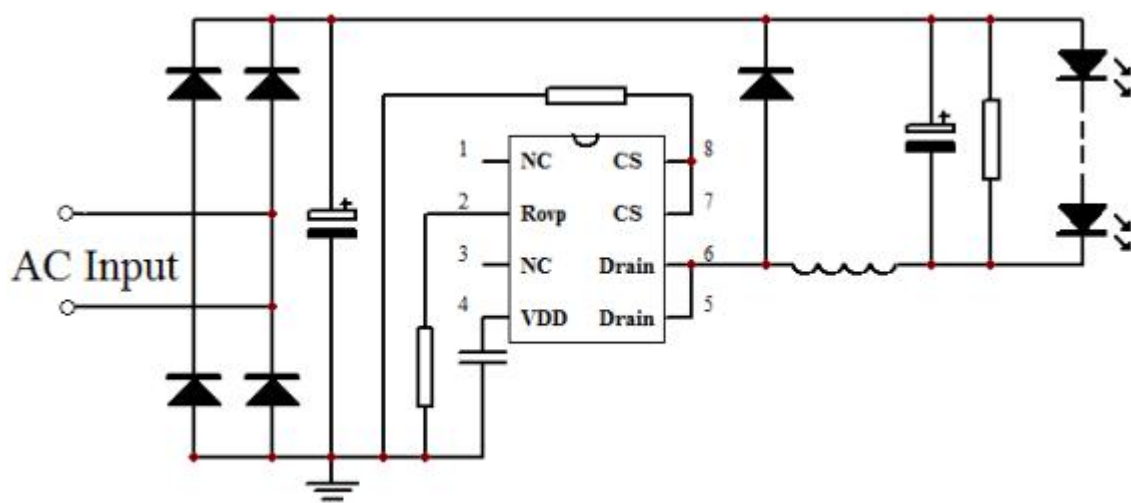 AC Input
1 NC CS 8
2 Rovp CS 7
3 NC Drain 6
4 VDD Drain 5
+
+